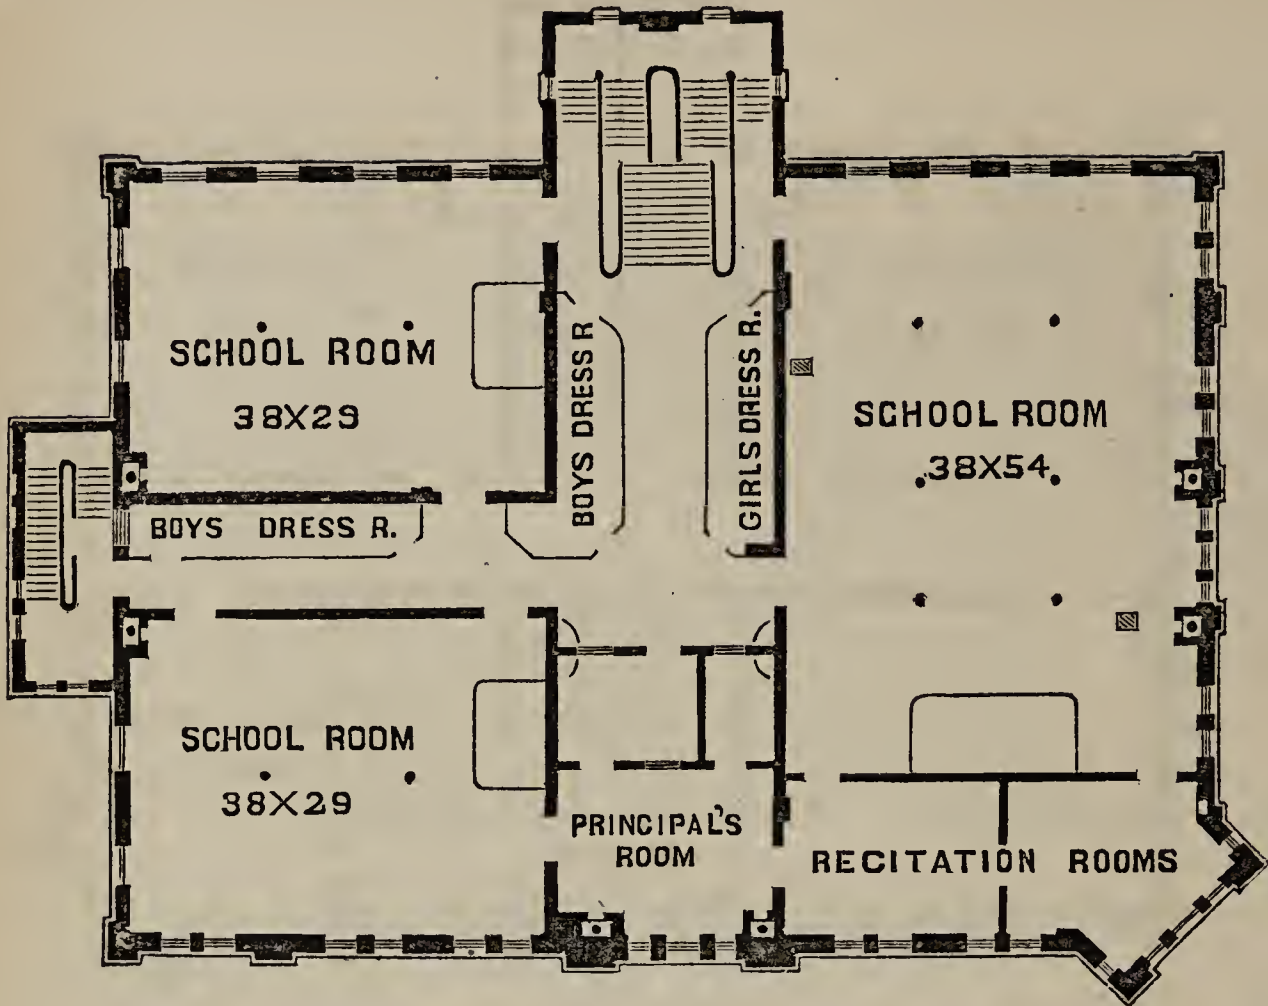 SCHOOL ROOM
38X29
BOYS DRESS R
GIRLS DRESS R.
SCHOOL ROOM
38X54
BOYS DRESS R.
SCHOOL ROOM
38X29
PRINCIPAL'S
ROOM
RECITATION ROOMS